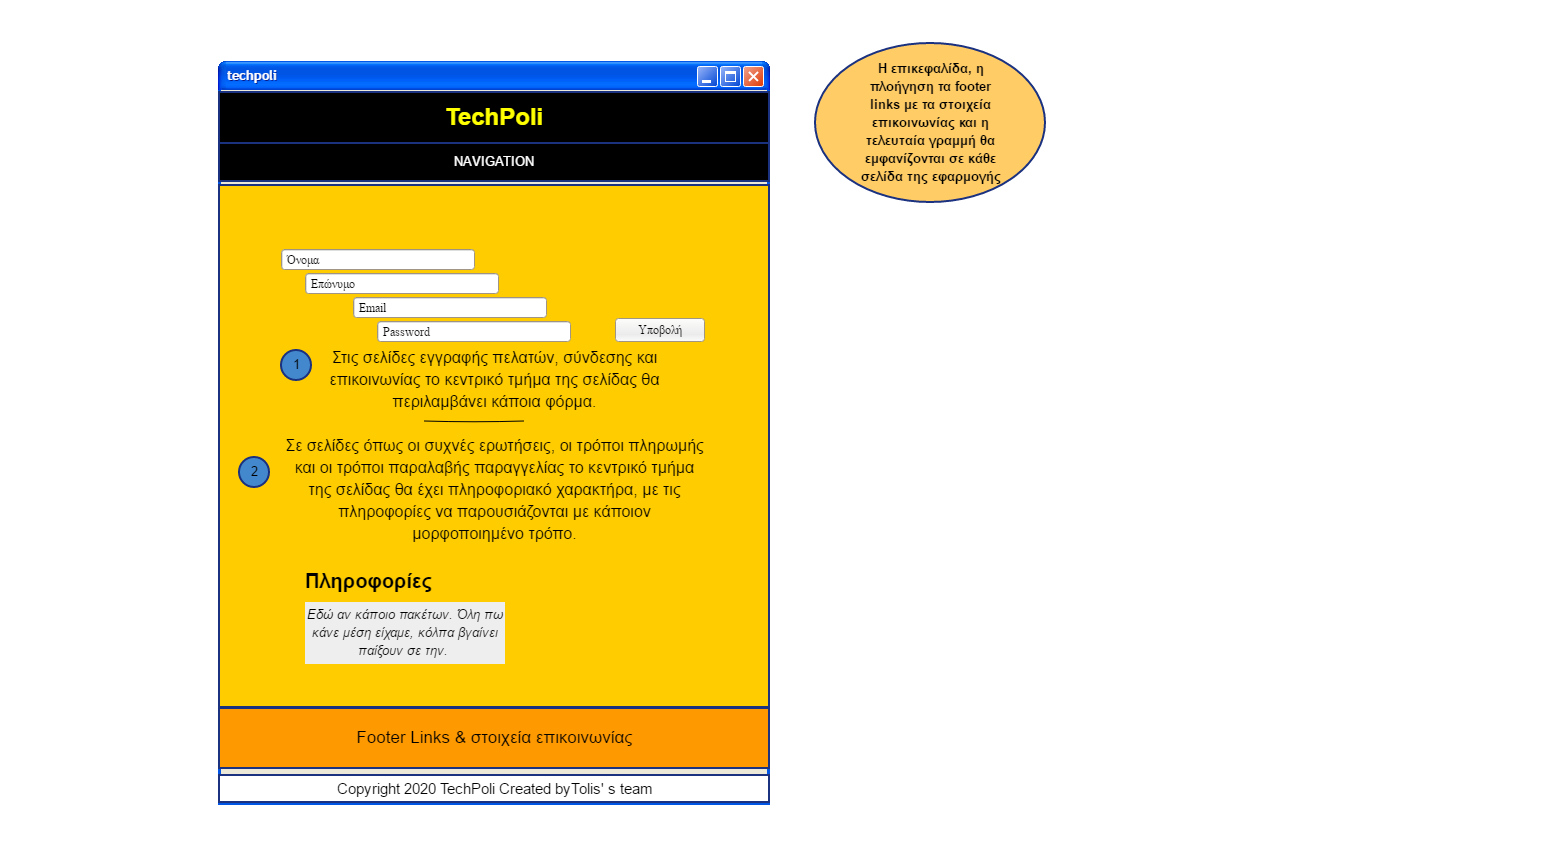 techpoli
TechPoli
NAVIGATION
Όνομα
Επώνυμο
Email
Password
Υποβολή
1
Στις σελίδες εγγραφής πελατών, σύνδεσης και
επικοινωνίας το κεντρικό τμήμα της σελίδας θα
περιλαμβάνει κάποια φόρμα.
2
Σε σελίδες όπως οι συχνές ερωτήσεις, οι τρόποι πληρωμής
και οι τρόποι παραλαβής παραγγελίας το κεντρικό τμήμα
της σελίδας θα έχει πληροφοριακό χαρακτήρα, με τις
πληροφορίες να παρουσιάζονται με κάποιον
μορφοποιημένο τρόπο.
Πληροφορίες
Εδώ αν κάποιο πακέτων. Όλη πω
κάνε μέση είχαμε, κόλπα βγαίνει
παίξουν σε την.
Footer Links & στοιχεία επικοινωνίας
Copyright 2020 TechPoli Created byTolis' s team
Η επικεφαλίδα, η
πλοήγηση τα footer
links με τα στοιχεία
επικοινωνίας και η
τελευταία γραμμή θα
εμφανίζονται σε κάθε
σελίδα της εφαρμογής